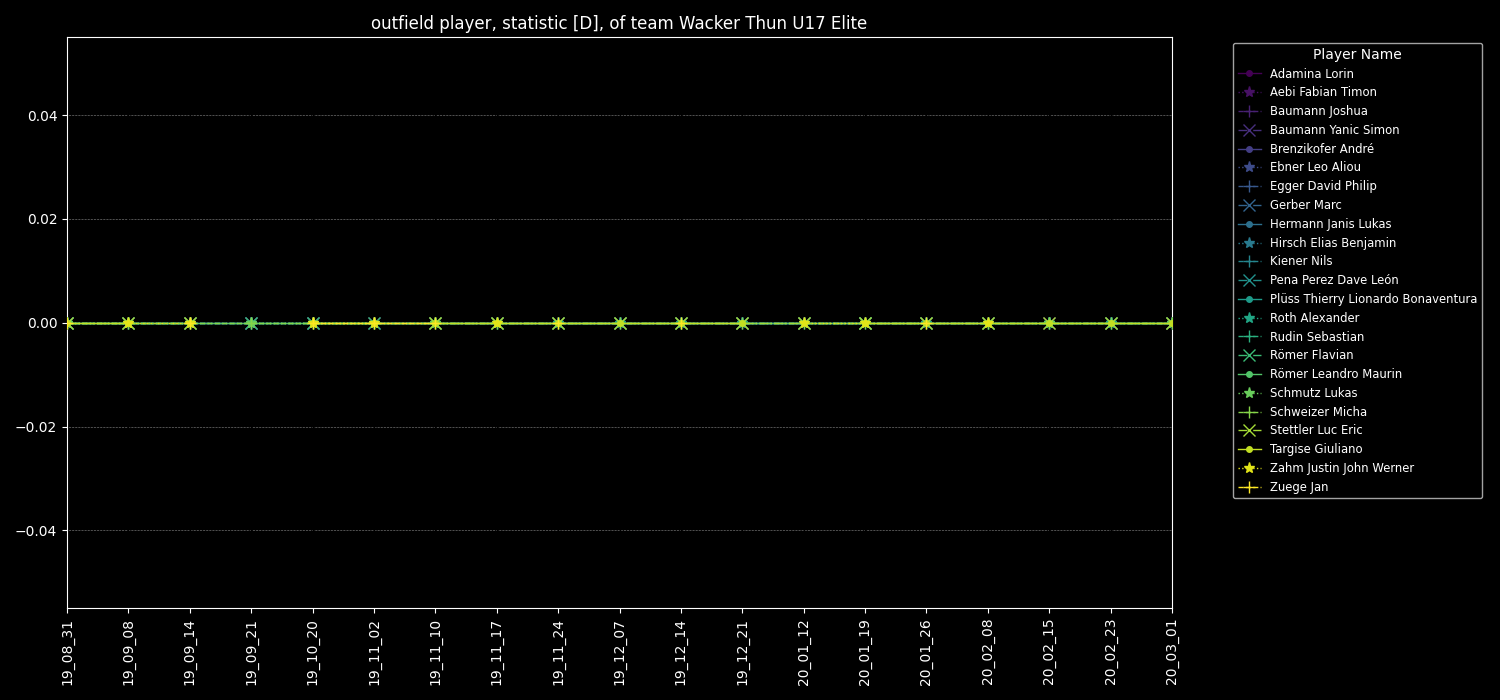 outfield player, statistic [D], of team Wacker Thun U17 Elite
0.04
0.02
0.00
−0.02
−0.04
19_08_31
19_09_08
19_09_14
19_09_21
19_10_20
19_11_02
19_11_10
19_11_17
19_11_24
19_12_07
19_12_14
19_12_21
20_01_12
20_01_19
20_01_26
20_02_08
20_02_15
20_02_23
20_03_01
Player Name
Adamina Lorin
Aebi Fabian Timon
Baumann Joshua
Baumann Yanic Simon
Brenzikofer André
Ebner Leo Aliou
Egger David Philip
Gerber Marc
Hermann Janis Lukas
Hirsch Elias Benjamin
Kiener Nils
Pena Perez Dave León
Plüss Thierry Lionardo Bonaventura
Roth Alexander
Rudin Sebastian
Römer Flavian
Römer Leandro Maurin
Schmutz Lukas
Schweizer Micha
Stettler Luc Eric
Targise Giuliano
Zahm Justin John Werner
Zuege Jan